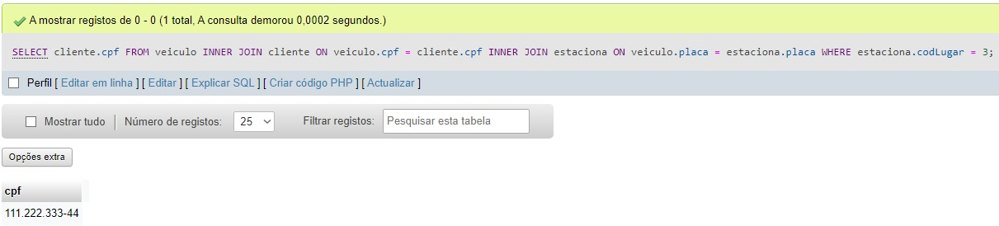 A mostrar registos de 0 - 0 (1 total, A consulta demorou 0,0002 segundos.)
SELECT cliente.cpf FROM veiculo INNER JOIN cliente ON veiculo.cpf = cliente.cpf INNER JOIN estaciona ON veiculo.placa = estaciona.placa WHERE estaciona.codLugar = 3;
Perfil [ Editar em linha ] [ Editar ] [ Explicar SQL ] [ Criar código PHP ] [ Actualizar ]
Mostrar tudo Número de registos: 25 Filtrar registos: Pesquisar esta tabela
Opções extra
cpf
111.222.333-44